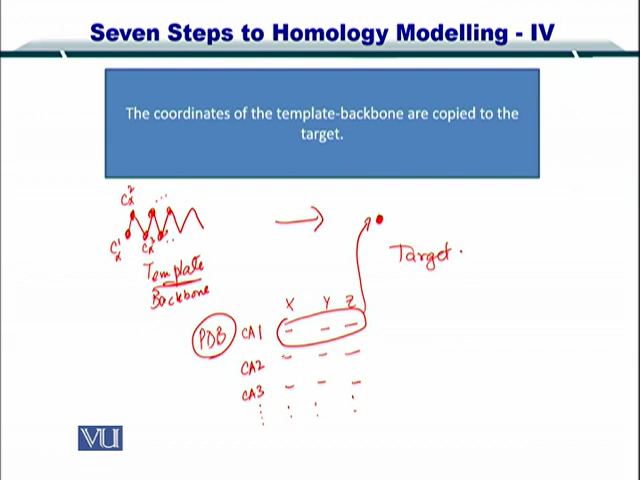 Seven Steps to Homology Modelling - IV
The coordinates of the template-backbone are copied to the
target.
Cα2 ...
Cα1 Cα3 ...
Template
Backbone
Target
X Y Z
PDB CA1 - - -
CA2 - - -
CA3 - - -
VU